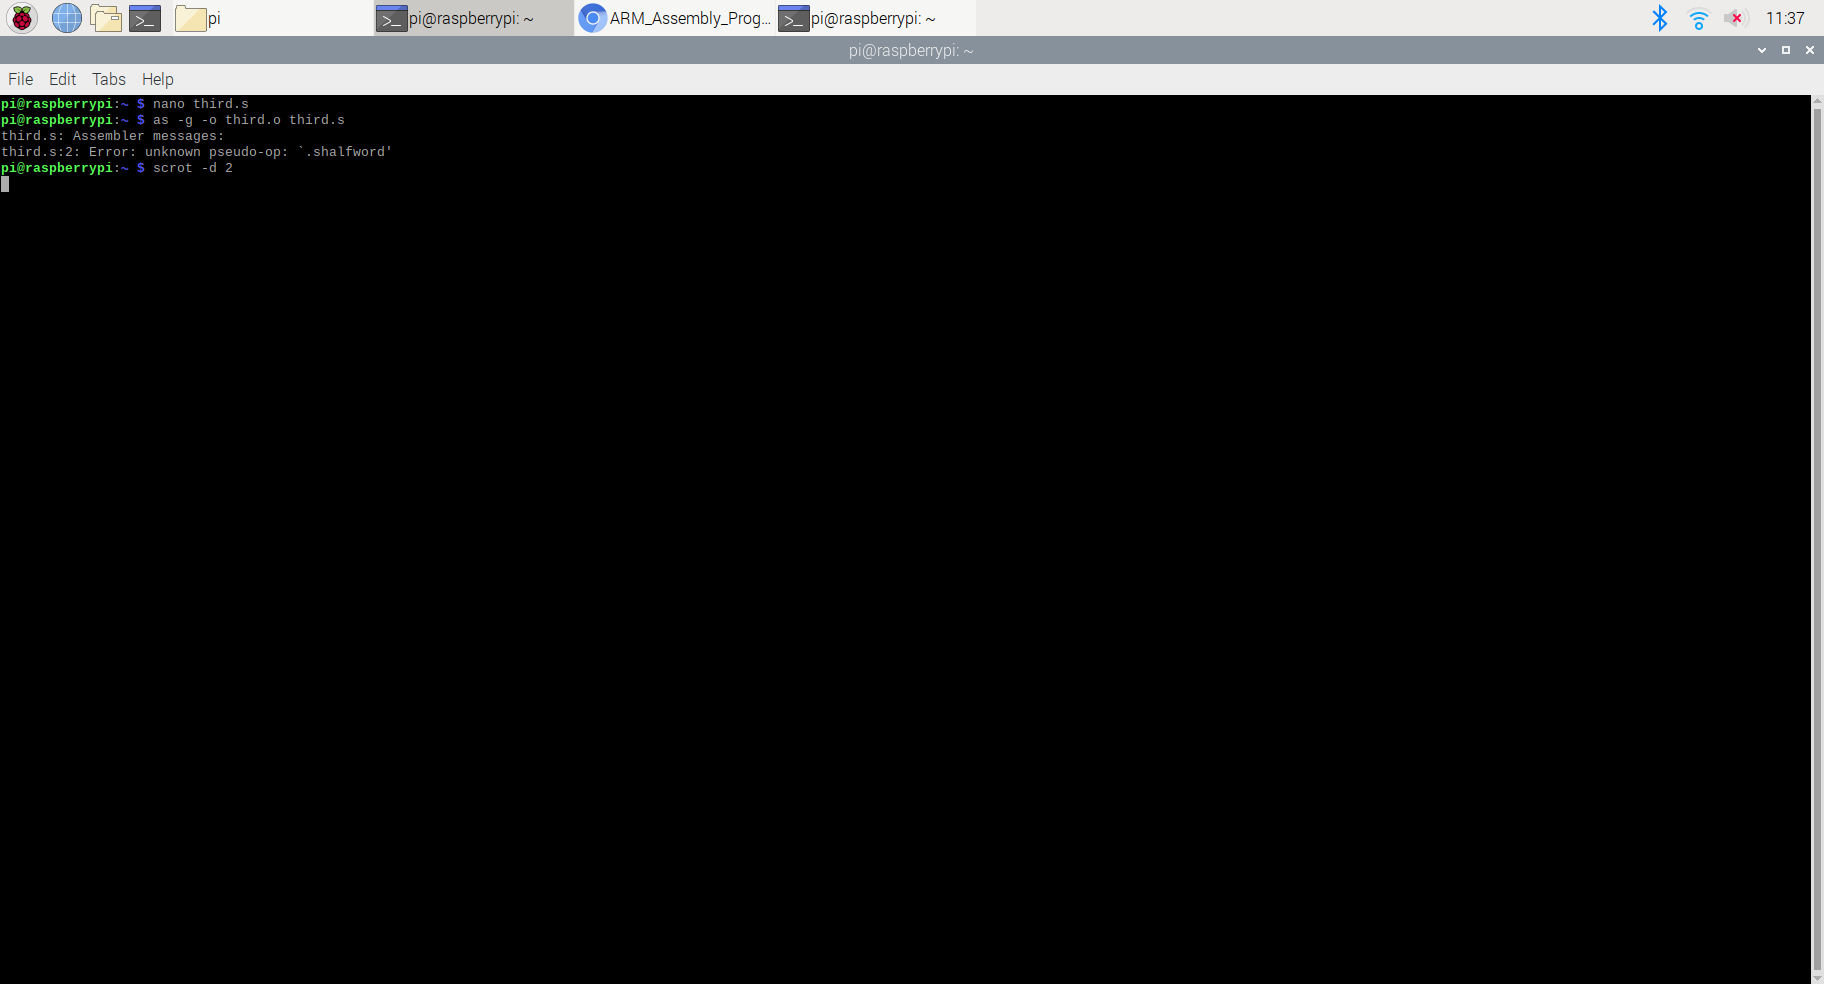 pi
pi@raspberrypi: ~
ARM_Assembly_Prog...
pi@raspberrypi: ~
11:37
pi@raspberrypi: ~
File Edit Tabs Help
pi@raspberrypi:~ $ nano third.s
pi@raspberrypi:~ $ as -g -o third.o third.s
third.s: Assembler messages:
third.s:2: Error: unknown pseudo-op: `.shalfword'
pi@raspberrypi:~ $ scrot -d 2